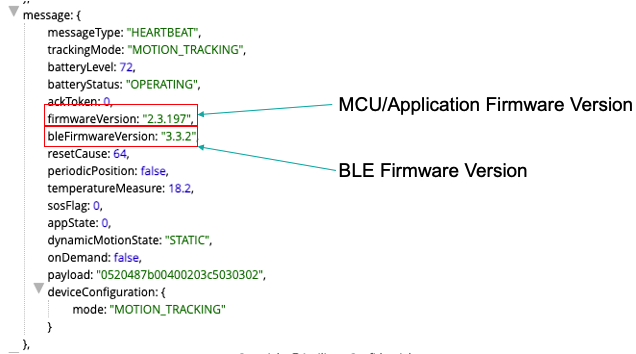 message: {
messageType: "HEARTBEAT",
trackingMode: "MOTION_TRACKING",
batteryLevel: 72,
batteryStatus: "OPERATING",
ackToken: 0,
firmwareVersion: "2.3.197",
MCU/Application Firmware Version
bleFirmwareVersion: "3.3.2",
resetCause: 64,
periodicPosition: false,
BLE Firmware Version
temperatureMeasure: 18.2,
sosFlag: 0,
appState: 0,
dynamicMotionState: "STATIC",
onDemand: false,
payload: "0520487b00400203c5030302",
deviceConfiguration: {
mode: "MOTION_TRACKING"
}
},